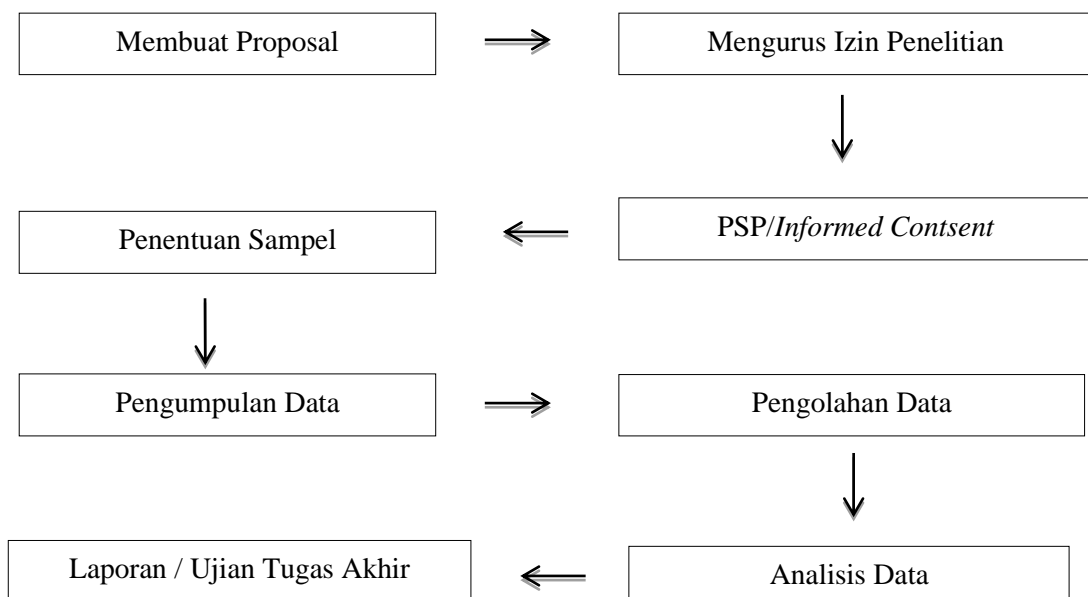 Membuat Proposal
Mengurus Izin Penelitian
PSP/Informed Contsent
Penentuan Sampel
Pengumpulan Data
Pengolahan Data
Analisis Data
Laporan / Ujian Tugas Akhir